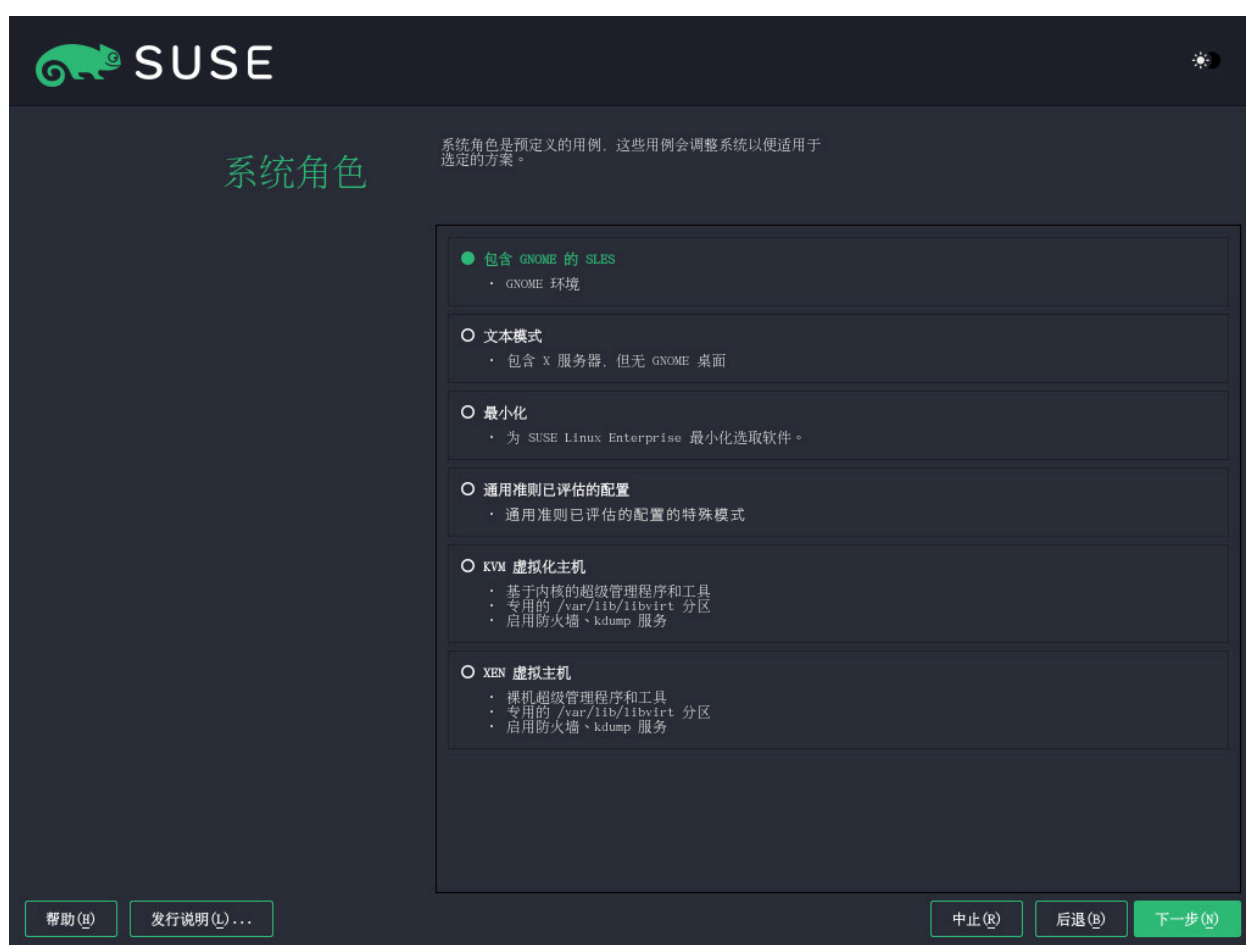 SUSE
系统角色
系统角色是预定义的用例，这些用例会调整系统以便适用于
选定的方案。
包含 GNOME 的 SLES
· GNOME 环境
文本模式
· 包含 X 服务器，但无 GNOME 桌面
最小化
· 为 SUSE Linux Enterprise 最小化选取软件。
通用准则已评估的配置
· 通用准则已评估的配置的特殊模式
KVM 虚拟化主机
· 基于内核的超级管理程序和工具
· 专用的 /var/lib/libvirt 分区
· 启用防火墙、kdump 服务
XEN 虚拟主机
· 裸机超级管理程序和工具
· 专用的 /var/lib/libvirt 分区
· 启用防火墙、kdump 服务
帮助(H) 发行说明(L)... 中止(R) 后退(B) 下一步(N)